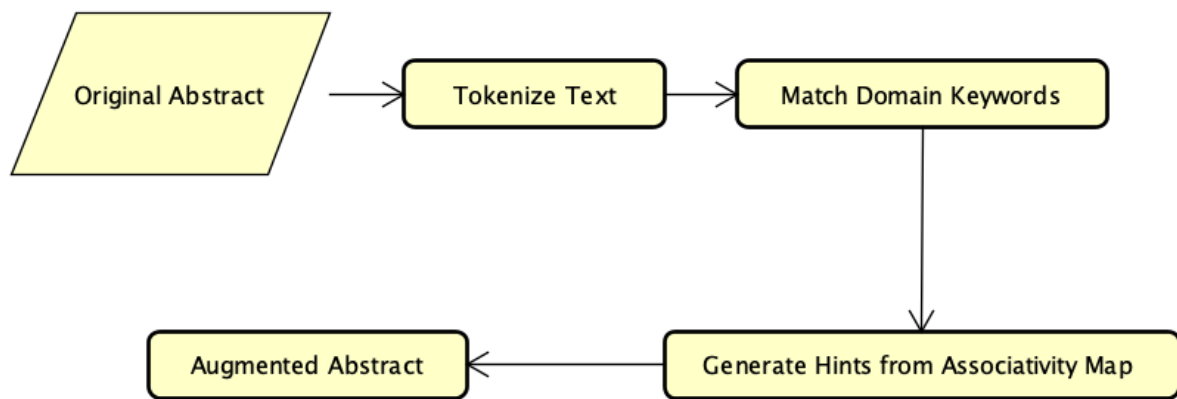 Original Abstract
Tokenize Text
Match Domain Keywords
Generate Hints from Associativity Map
Augmented Abstract